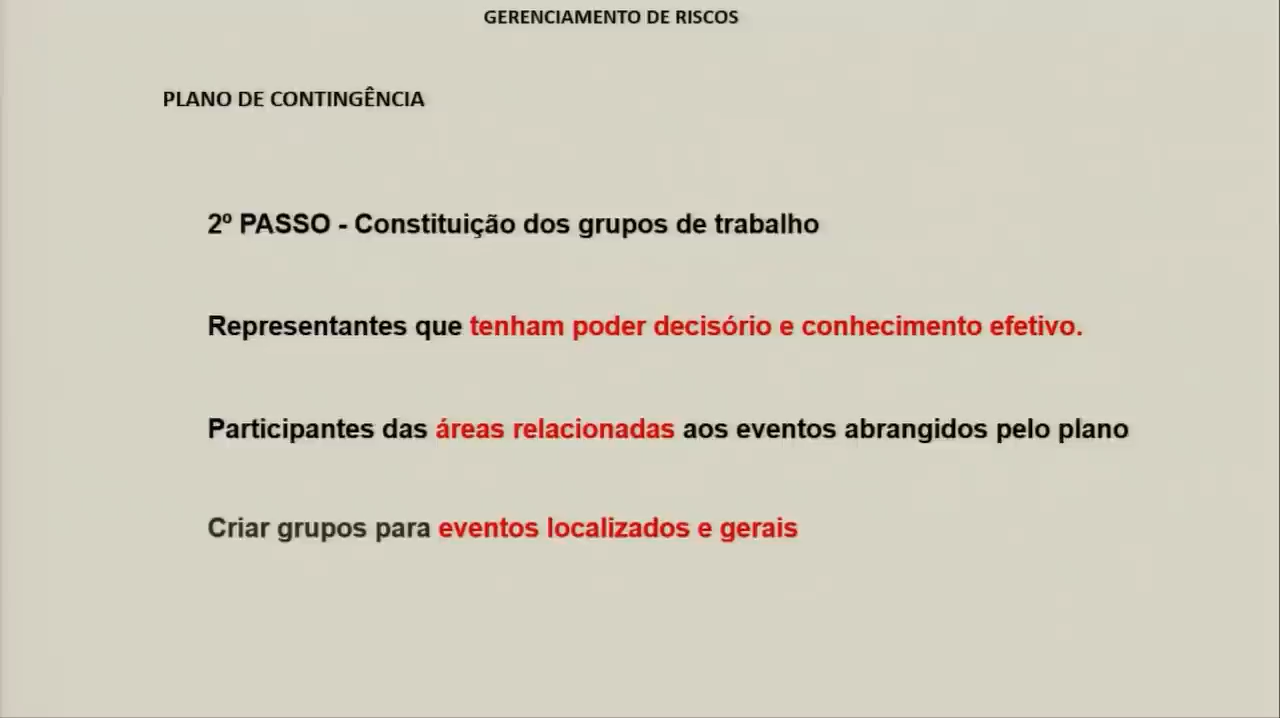 GERENCIAMENTO DE RISCOS
PLANO DE CONTINGÊNCIA
2º PASSO - Constituição dos grupos de trabalho
Representantes que tenham poder decisório e conhecimento efetivo.
Participantes das áreas relacionadas aos eventos abrangidos pelo plano
Criar grupos para eventos localizados e gerais